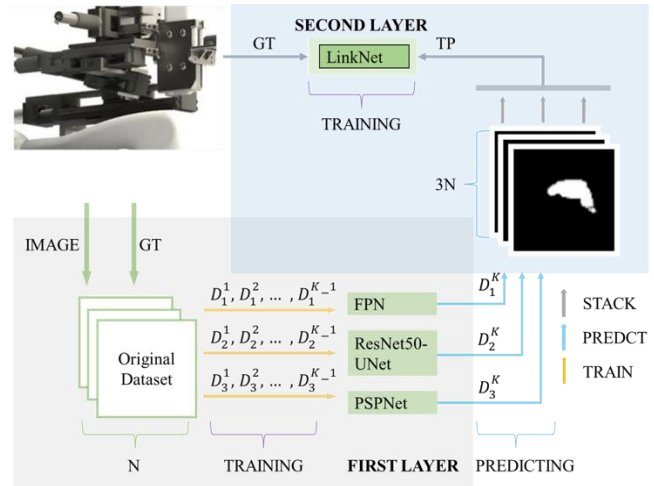 SECOND LAYER
GT
LinkNet
TP
TRAINING
3N
IMAGE
GT
D_1^1, D_1^2, ... , D_1^{K-1}
FPN
D_1^K
STACK
Original
Dataset
D_2^1, D_2^2, ... , D_2^{K-1}
ResNet50-
UNet
D_2^K
PREDCT
D_3^1, D_3^2, ... , D_3^{K-1}
PSPNet
D_3^K
TRAIN
N
TRAINING
FIRST LAYER
PREDICTING